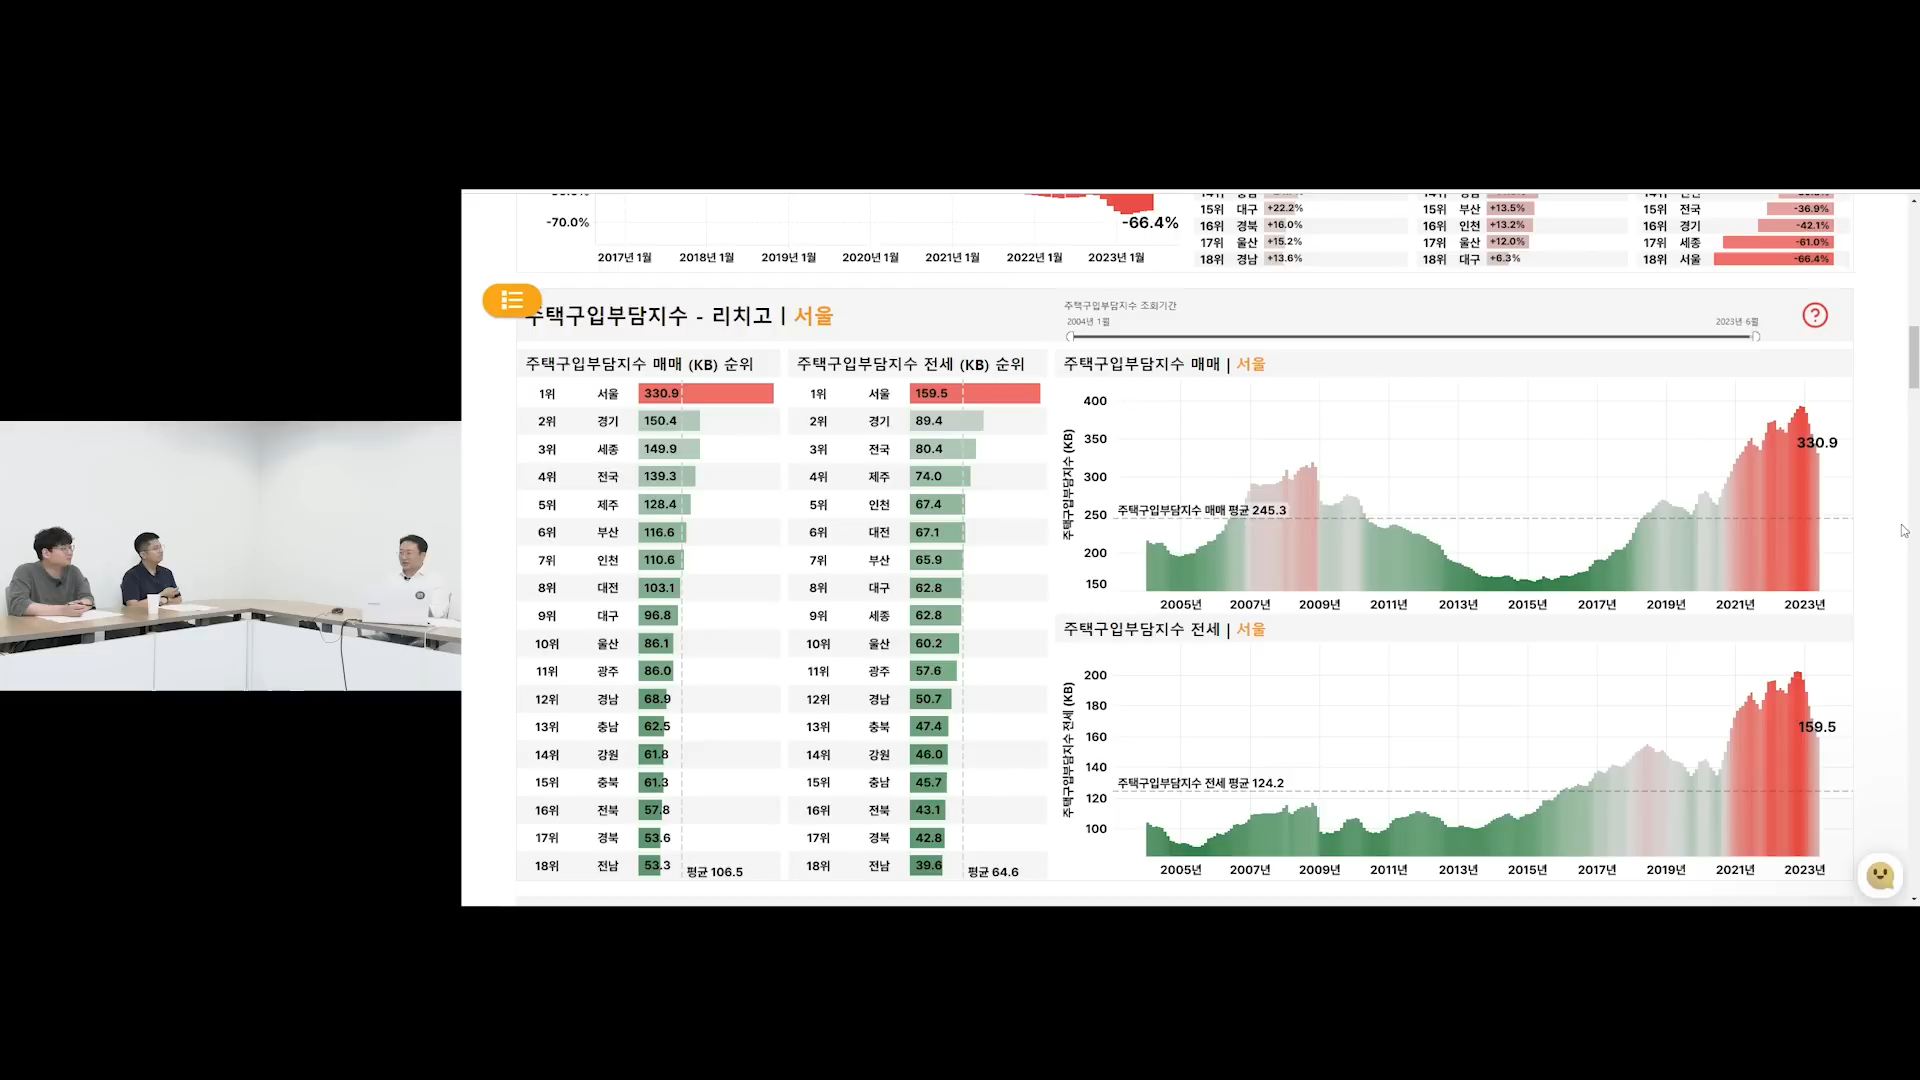 -70.0%
-66.4%
2017년 1월 2018년 1월 2019년 1월 2020년 1월 2021년 1월 2022년 1월 2023년 1월
15위 대구 +22.2%
16위 경북 +16.0%
17위 울산 +15.2%
18위 경남 +13.6%
15위 부산 +13.5%
16위 인천 +13.2%
17위 울산 +12.0%
18위 대구 +6.3%
15위 전국 -36.9%
16위 경기 -42.1%
17위 세종 -61.0%
18위 서울 -66.4%
주택구입부담지수 - 리치고 | 서울
주택구입부담지수 조회기간
2004년 1월 2023년 6월
?
주택구입부담지수 매매 (KB) 순위
1위 서울 330.9
2위 경기 150.4
3위 세종 149.9
4위 전국 139.3
5위 제주 128.4
6위 부산 116.6
7위 인천 110.6
8위 대전 103.1
9위 대구 96.8
10위 울산 86.1
11위 광주 86.0
12위 경남 68.9
13위 충남 62.5
14위 강원 61.8
15위 충북 61.3
16위 전북 57.8
17위 경북 53.6
18위 전남 53.3
평균 106.5
주택구입부담지수 전세 (KB) 순위
1위 서울 159.5
2위 경기 89.4
3위 전국 80.4
4위 제주 74.0
5위 인천 67.4
6위 대전 67.1
7위 부산 65.9
8위 대구 62.8
9위 세종 62.8
10위 울산 60.2
11위 광주 57.6
12위 경남 50.7
13위 충북 47.4
14위 강원 46.0
15위 충남 45.7
16위 전북 43.1
17위 경북 42.8
18위 전남 39.6
평균 64.6
주택구입부담지수 매매 | 서울
주택구입부담지수 (KB)
400
350
300
250
200
150
330.9
주택구입부담지수 매매 평균 245.3
2005년 2007년 2009년 2011년 2013년 2015년 2017년 2019년 2021년 2023년
주택구입부담지수 전세 | 서울
주택구입부담지수 전세 (KB)
200
180
160
140
120
100
159.5
주택구입부담지수 전세 평균 124.2
2005년 2007년 2009년 2011년 2013년 2015년 2017년 2019년 2021년 2023년